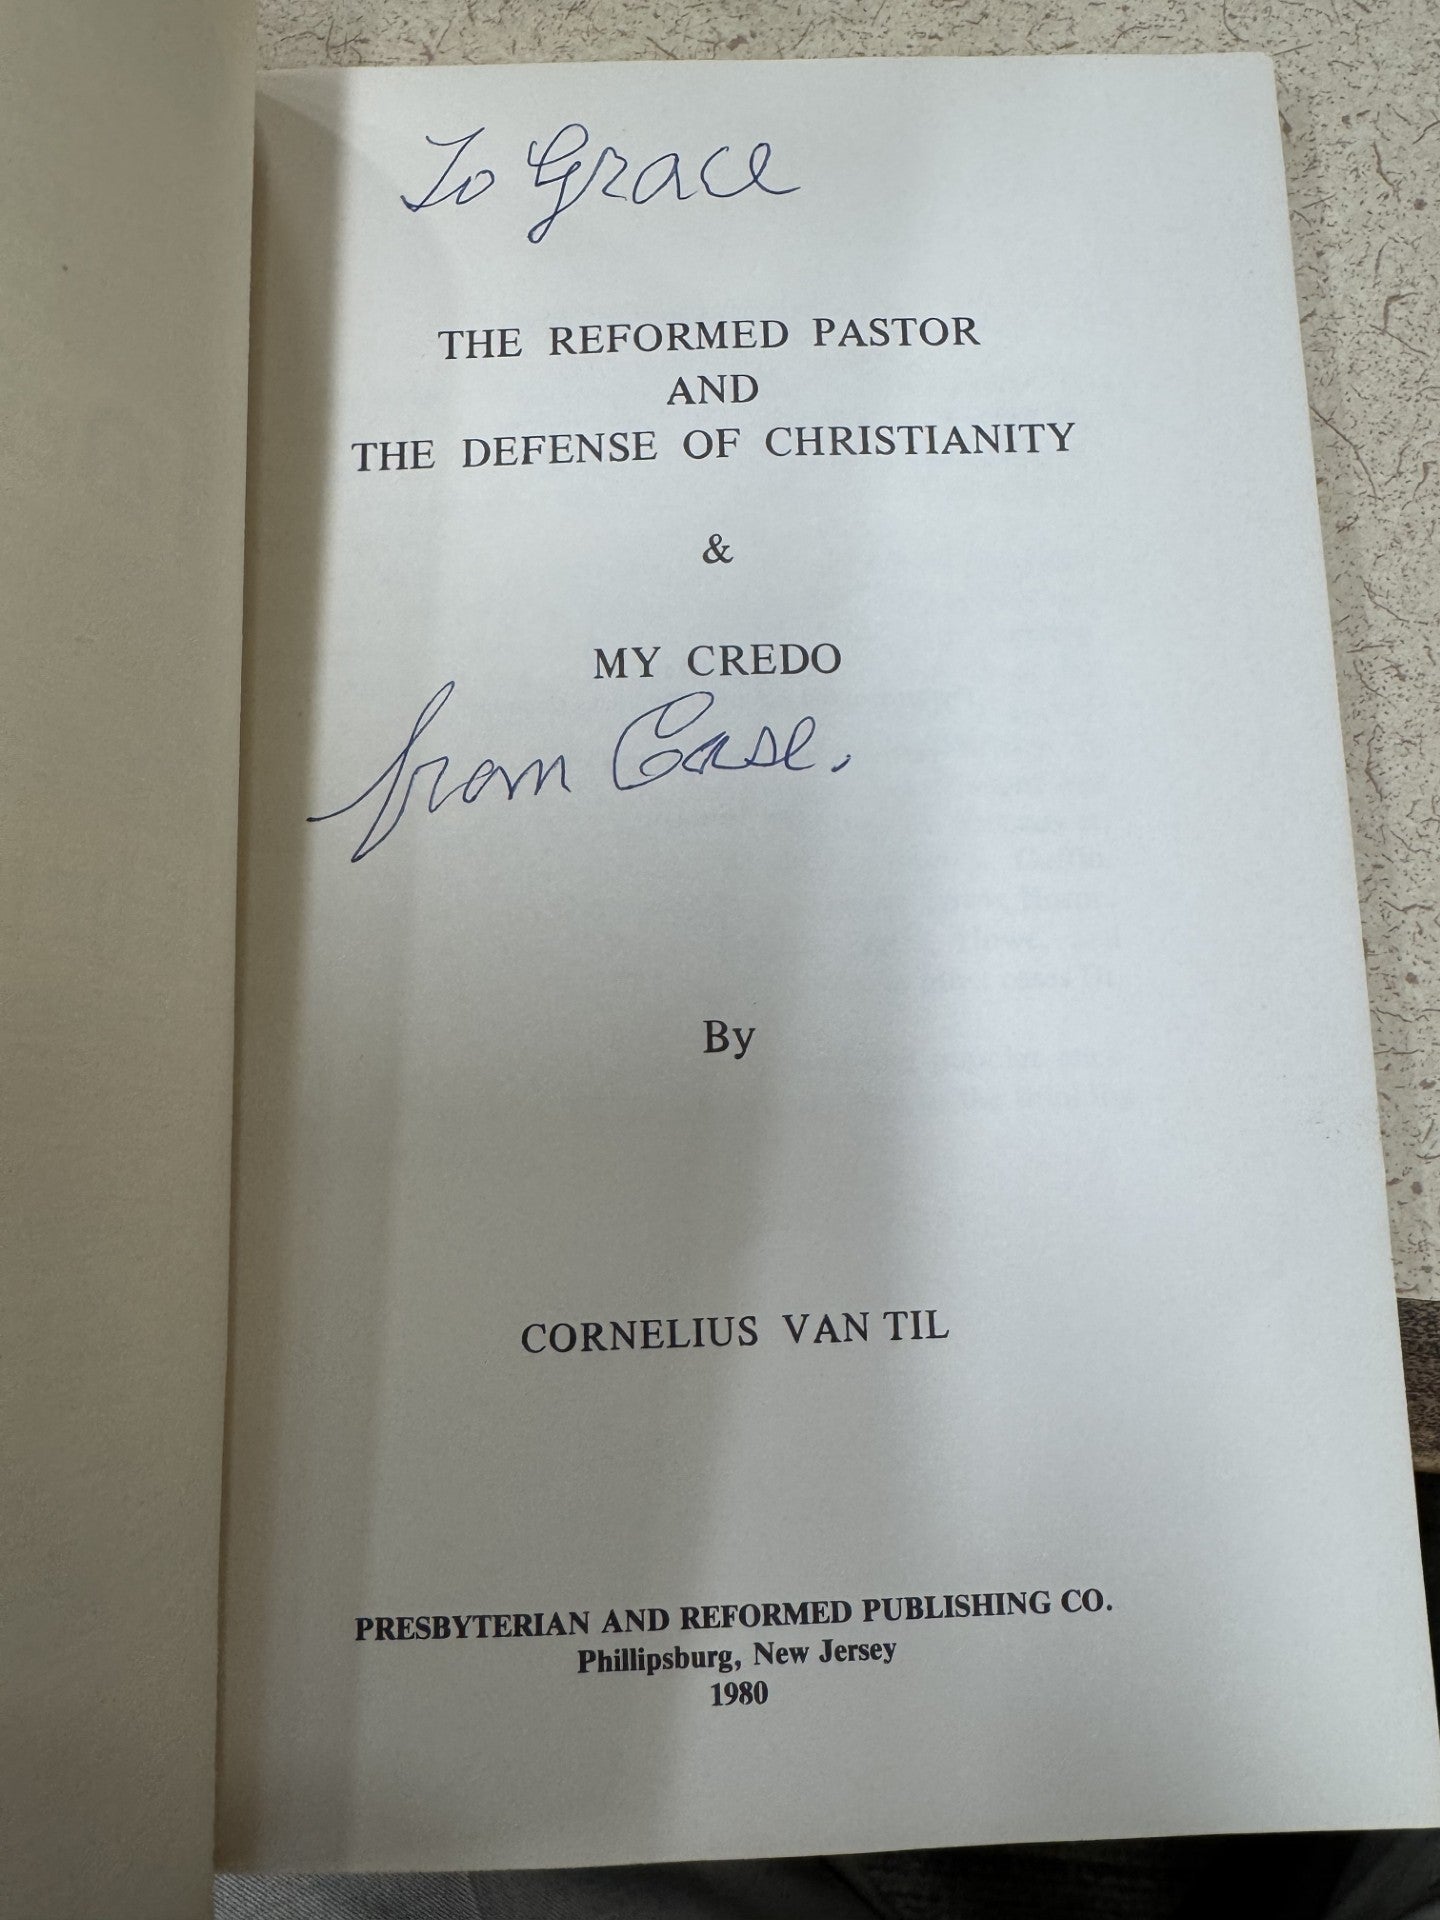 To Grace
THE REFORMED PASTOR
AND
THE DEFENSE OF CHRISTIANITY
&
MY CREDO
from Case.
By
CORNELIUS VAN TIL
PRESBYTERIAN AND REFORMED PUBLISHING CO.
Phillipsburg, New Jersey
1980